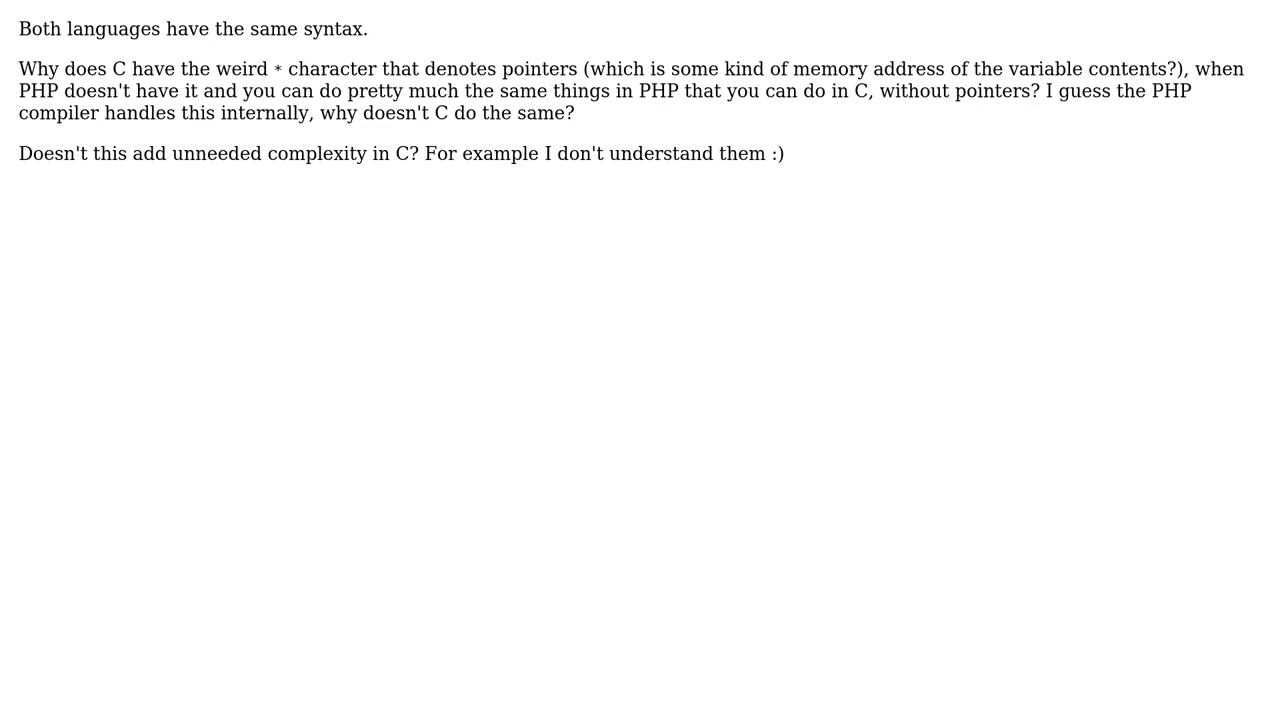 Both languages have the same syntax.
Why does C have the weird * character that denotes pointers (which is some kind of memory address of the variable contents?), when
PHP doesn't have it and you can do pretty much the same things in PHP that you can do in C, without pointers? I guess the PHP
compiler handles this internally, why doesn't C do the same?
Doesn't this add unneeded complexity in C? For example I don't understand them :)